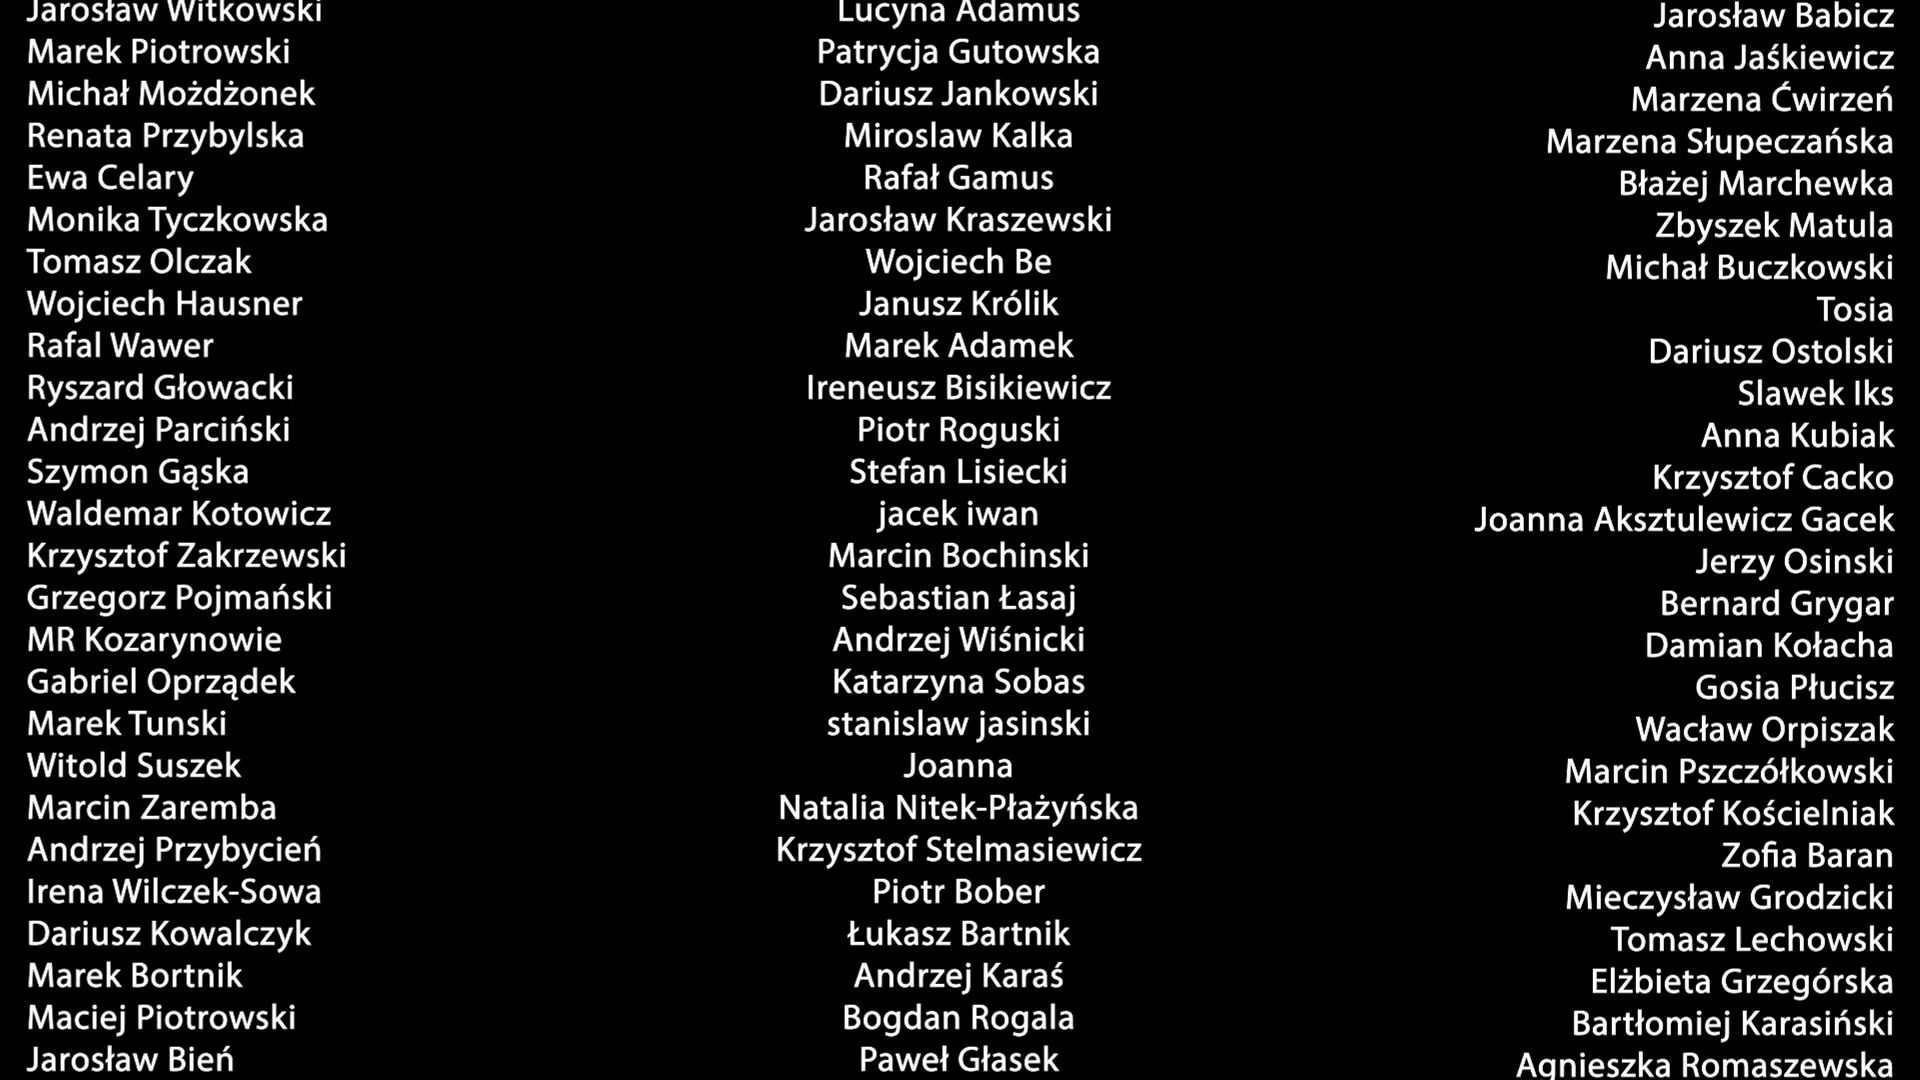 Jarosław Witkowski
Marek Piotrowski
Michał Możdżonek
Renata Przybylska
Ewa Celary
Monika Tyczkowska
Tomasz Olczak
Wojciech Hausner
Rafal Wawer
Ryszard Głowacki
Andrzej Parciński
Szymon Gąska
Waldemar Kotowicz
Krzysztof Zakrzewski
Grzegorz Pojmański
MR Kozarynowie
Gabriel Oprządek
Marek Tunski
Witold Suszek
Marcin Zaremba
Andrzej Przybycień
Irena Wilczek-Sowa
Dariusz Kowalczyk
Marek Bortnik
Maciej Piotrowski
Jarosław Bień
Lucyna Adamus
Patrycja Gutowska
Dariusz Jankowski
Miroslaw Kalka
Rafał Gamus
Jarosław Kraszewski
Wojciech Be
Janusz Królik
Marek Adamek
Ireneusz Bisikiewicz
Piotr Roguski
Stefan Lisiecki
jacek iwan
Marcin Bochinski
Sebastian Łasaj
Andrzej Wiśnicki
Katarzyna Sobas
stanislaw jasinski
Joanna
Natalia Nitek-Płażyńska
Krzysztof Stelmasiewicz
Piotr Bober
Łukasz Bartnik
Andrzej Karaś
Bogdan Rogala
Paweł Głasek
Jarosław Babicz
Anna Jaśkiewicz
Marzena Ćwirzeń
Marzena Słupeczańska
Błażej Marchewka
Zbyszek Matula
Michał Buczkowski
Tosia
Dariusz Ostolski
Slawek Iks
Anna Kubiak
Krzysztof Cacko
Joanna Aksztulewicz Gacek
Jerzy Osinski
Bernard Grygar
Damian Kołacha
Gosia Płucisz
Wacław Orpiszak
Marcin Pszczółkowski
Krzysztof Kościelniak
Zofia Baran
Mieczysław Grodzicki
Tomasz Lechowski
Elżbieta Grzegórska
Bartłomiej Karasiński
Agnieszka Romaszewska